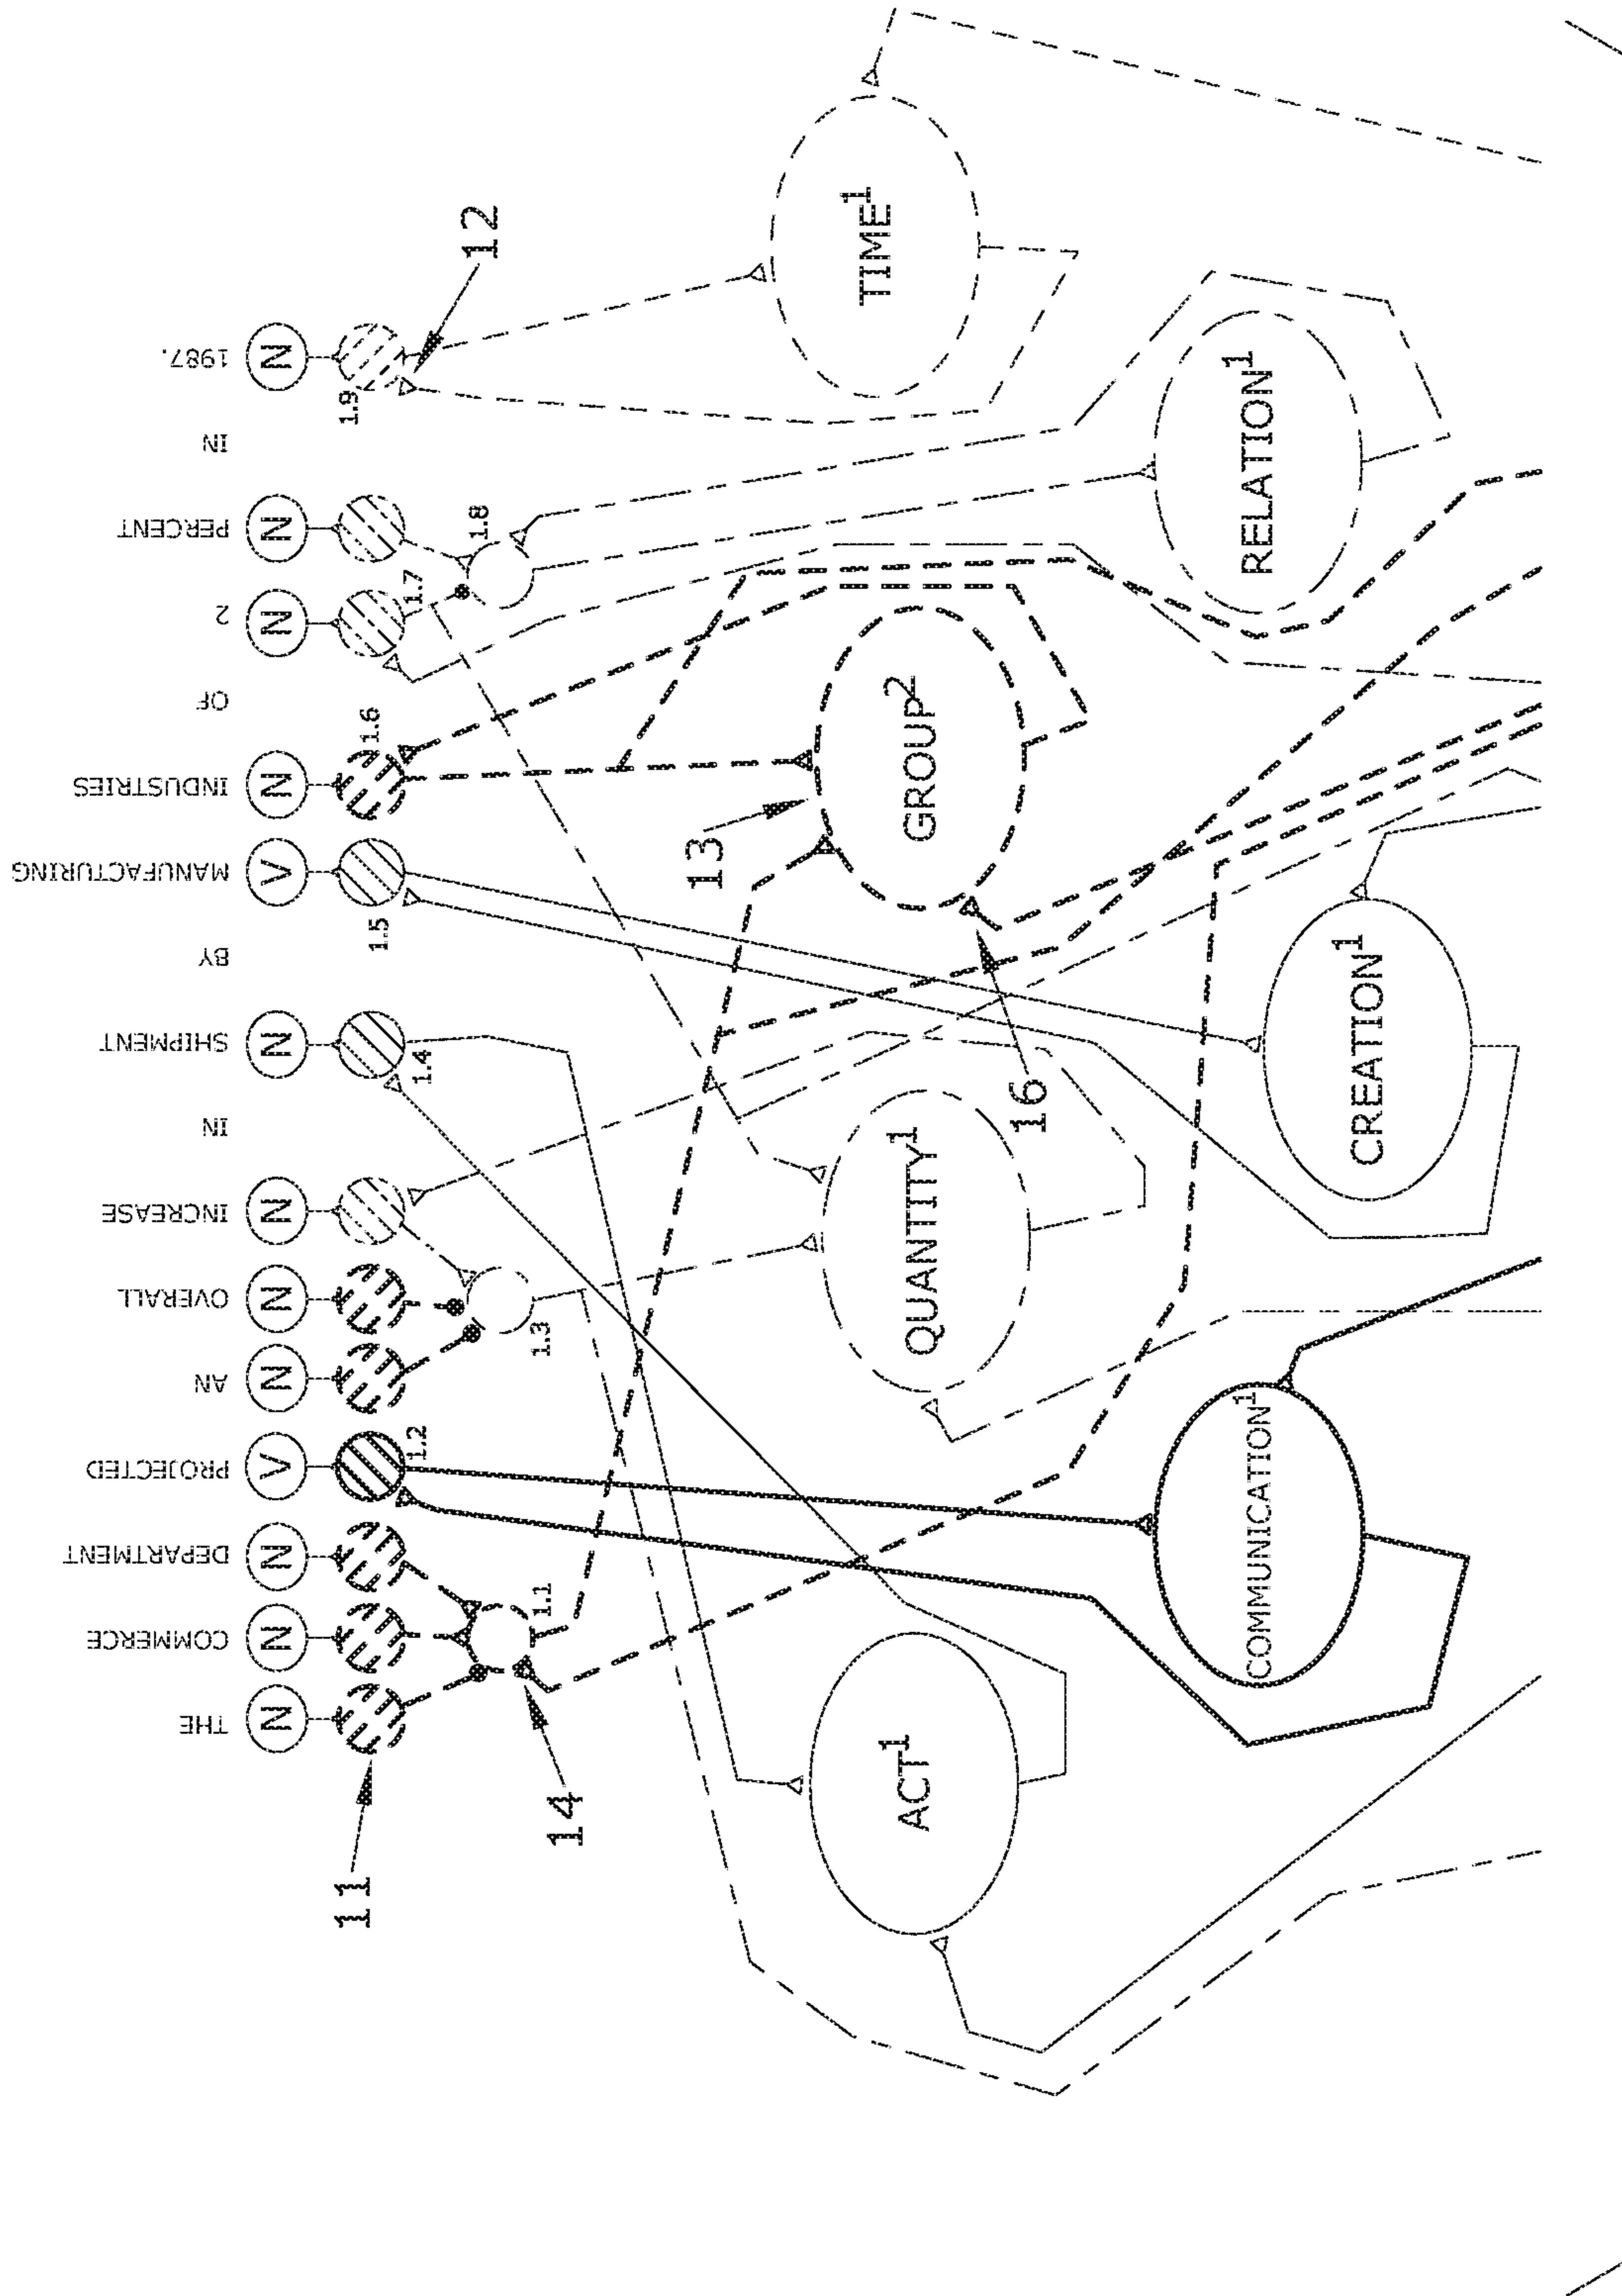 THE
COMMERCE
DEPARTMENT
PROJECTED
AN
OVERALL
INCREASE
IN
SHIPMENT
BY
MANUFACTURING
INDUSTRIES
OF
2
PERCENT
IN
1987.
N
N
N
V
N
N
N
N
V
N
N
N
N
11
1.1
1.2
1.3
1.4
1.5
1.6
1.7
1.8
1.9
12
14
13
16
ACT1
QUANTITY1
GROUP2
TIME1
COMMUNICATION1
CREATION1
RELATION1